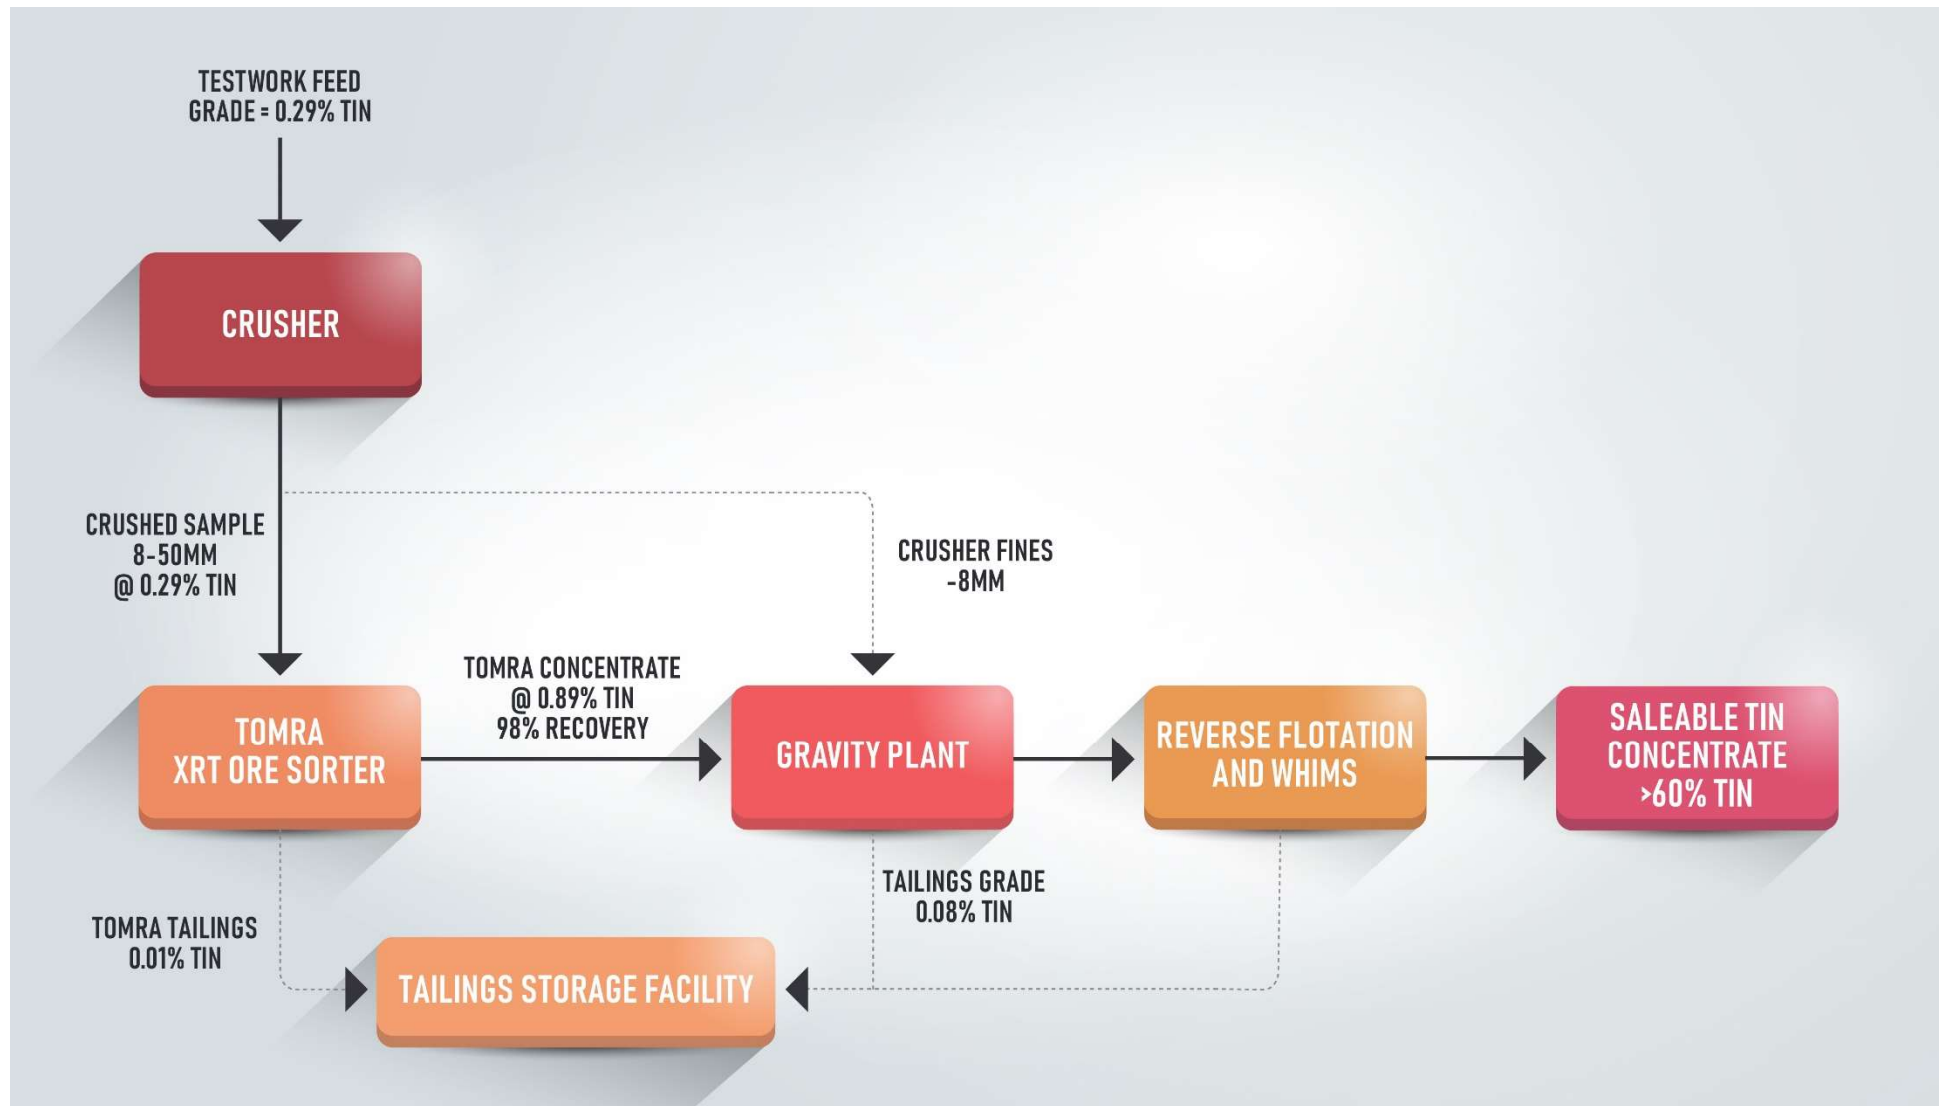 TESTWORK FEED
GRADE = 0.29% TIN
CRUSHER
CRUSHED SAMPLE
8-50MM
@ 0.29% TIN
CRUSHER FINES
-8MM
TOMRA
XRT ORE SORTER
TOMRA CONCENTRATE
@ 0.89% TIN
98% RECOVERY
GRAVITY PLANT
REVERSE FLOTATION
AND WHIMS
SALEABLE TIN
CONCENTRATE
>60% TIN
TOMRA TAILINGS
0.01% TIN
TAILINGS GRADE
0.08% TIN
TAILINGS STORAGE FACILITY